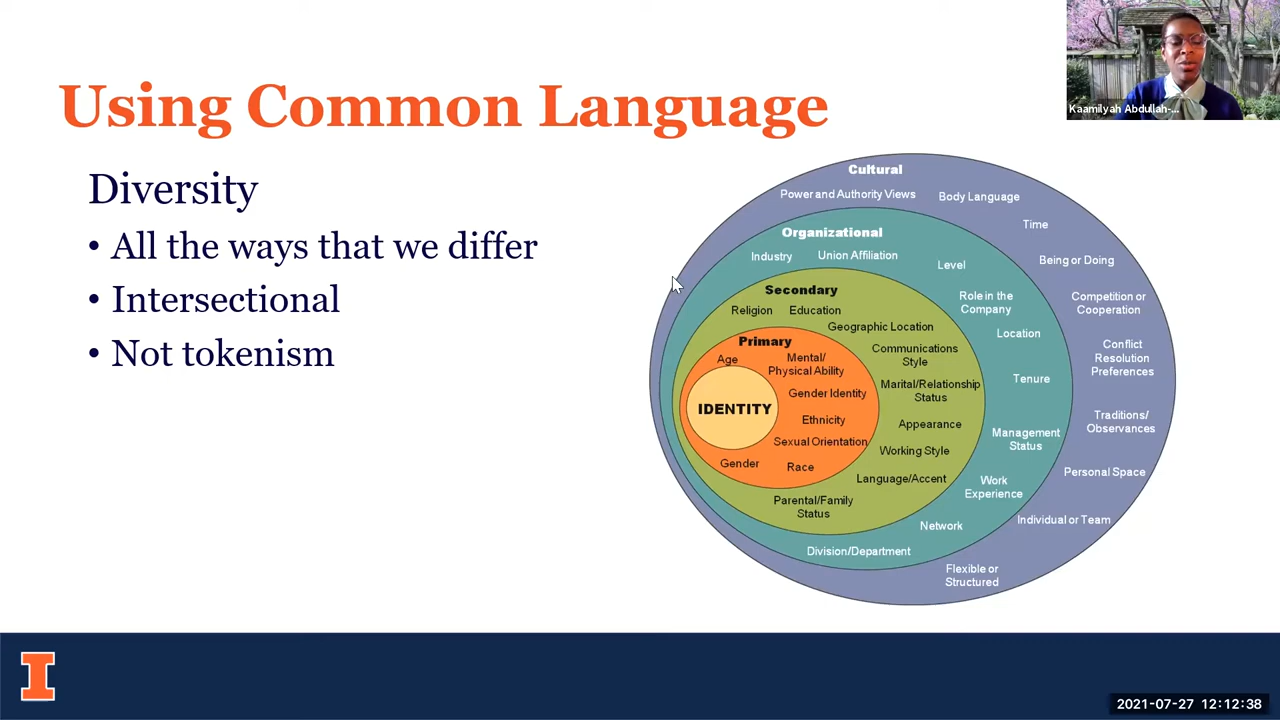 Using Common Language
Kaamilyah Abdullah-...
Diversity
• All the ways that we differ
• Intersectional
• Not tokenism
Cultural
Power and Authority Views
Body Language
Time
Being or Doing
Competition or
Cooperation
Conflict
Resolution
Preferences
Traditions/
Observances
Personal Space
Individual or Team
Flexible or
Structured
Organizational
Industry
Union Affiliation
Level
Role in the
Company
Location
Tenure
Management
Status
Work
Experience
Network
Division/Department
Secondary
Religion
Education
Geographic Location
Communications
Style
Marital/Relationship
Status
Appearance
Working Style
Language/Accent
Parental/Family
Status
Primary
Age
Mental/
Physical Ability
Gender Identity
Ethnicity
Sexual Orientation
Race
Gender
IDENTITY
I
2021-07-27 12:12:38